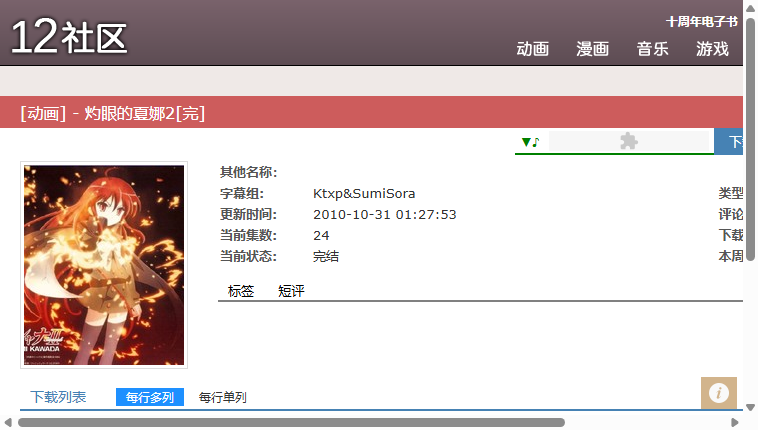 12社区
十周年电子书
动画 漫画 音乐 游戏
[动画] - 灼眼的夏娜2[完]
▼♪
其他名称:
字幕组: Ktxp&SumiSora 类型
更新时间: 2010-10-31 01:27:53 评论
当前集数: 24 下载
当前状态: 完结 本周
标签 短评
下载列表 每行多列 每行单列